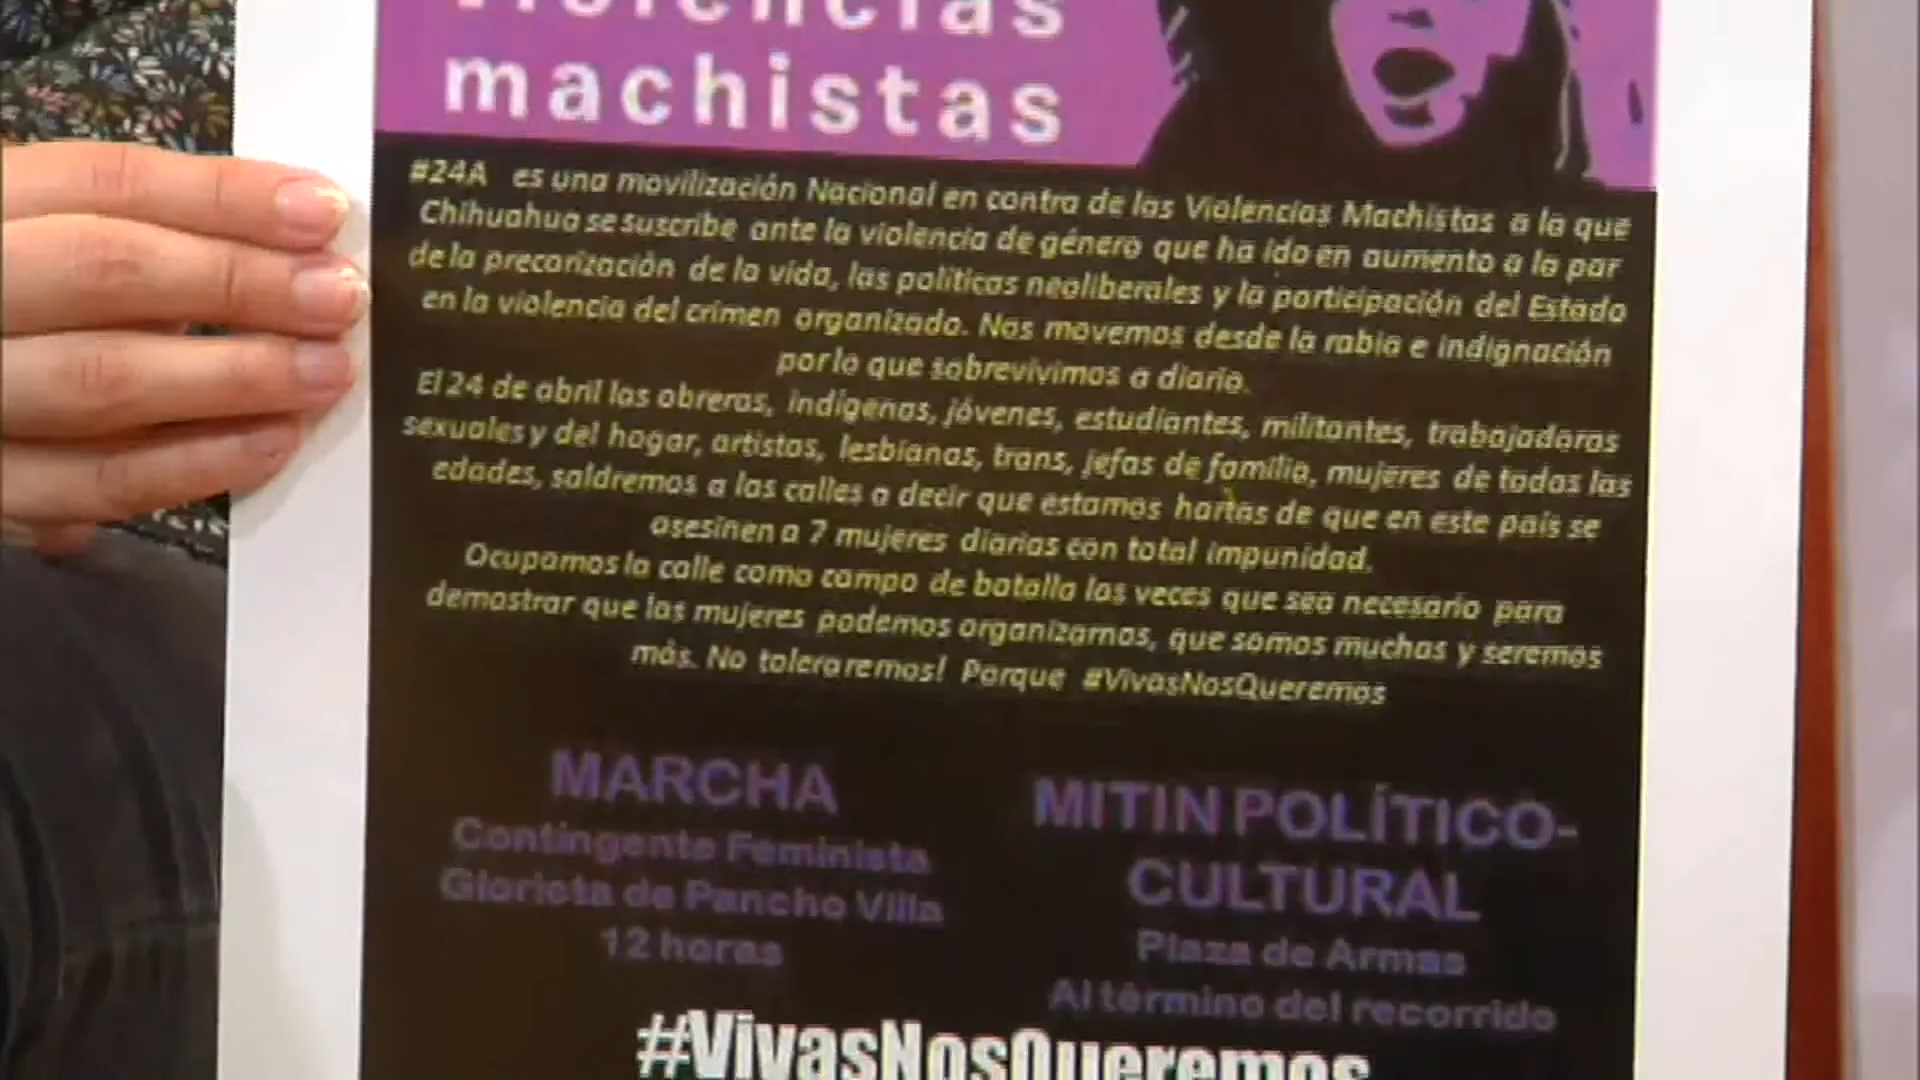 violencias
machistas
#24A es una movilización Nacional en contra de las Violencias Machistas a la que
Chihuahua se suscribe ante la violencia de género que ha ido en aumento a la par
de la precarización de la vida, las políticas neoliberales y la participación del Estado
en la violencia del crimen organizado. Nos movemos desde la rabia e indignación
por lo que sobrevivimos a diario.
El 24 de abril las obreras, indígenas, jóvenes, estudiantes, militantes, trabajadoras
sexuales y del hogar, artistas, lesbianas, trans, jefas de familia, mujeres de todas las
edades, saldremos a las calles a decir que estamos hartas de que en este país se
asesinen a 7 mujeres diarias con total impunidad.
Ocupamos la calle como campo de batalla las veces que sea necesario para
demostrar que las mujeres podemos organizarnos, que somos muchas y seremos
más. No toleraremos! Porque #VivasNosQueremos
MARCHA
Contingente Feminista
Glorieta de Pancho Villa
12 horas
MITIN POLÍTICO-
CULTURAL
Plaza de Armas
Al término del recorrido
#VivasNosQueremos